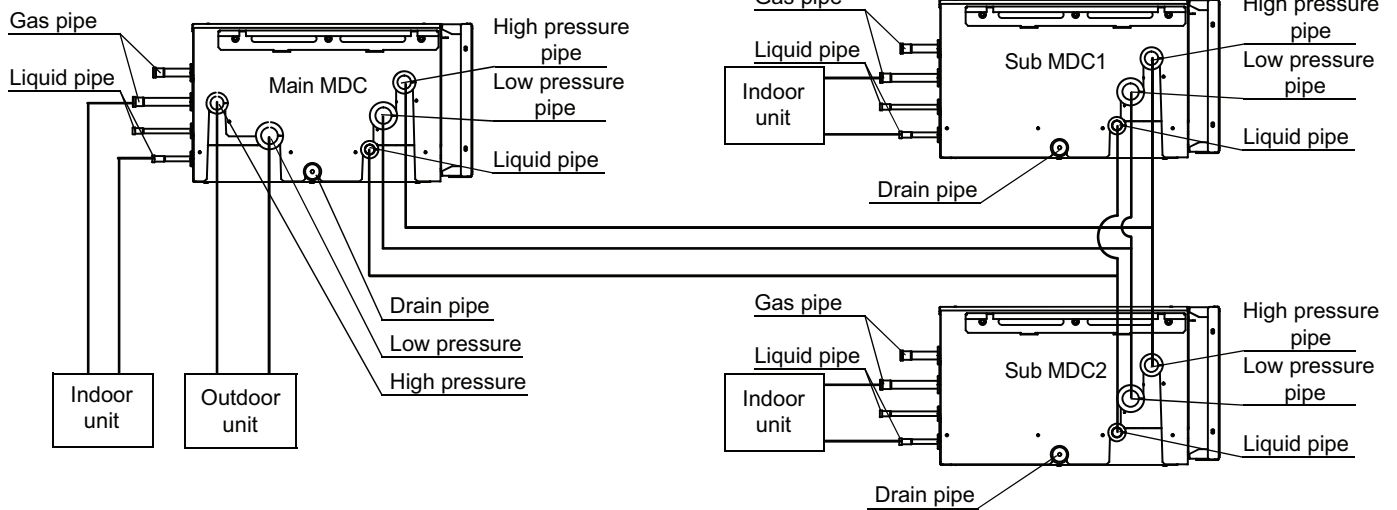 Gas pipe
Liquid pipe
Main MDC
High pressure
pipe
Low pressure
pipe
Liquid pipe
Drain pipe
Low pressure
High pressure
Indoor
unit
Outdoor
unit
Gas pipe
Liquid pipe
Indoor
unit
Sub MDC1
High pressure
pipe
Low pressure
pipe
Liquid pipe
Drain pipe
Gas pipe
Liquid pipe
Indoor
unit
Sub MDC2
High pressure
pipe
Low pressure
pipe
Liquid pipe
Drain pipe